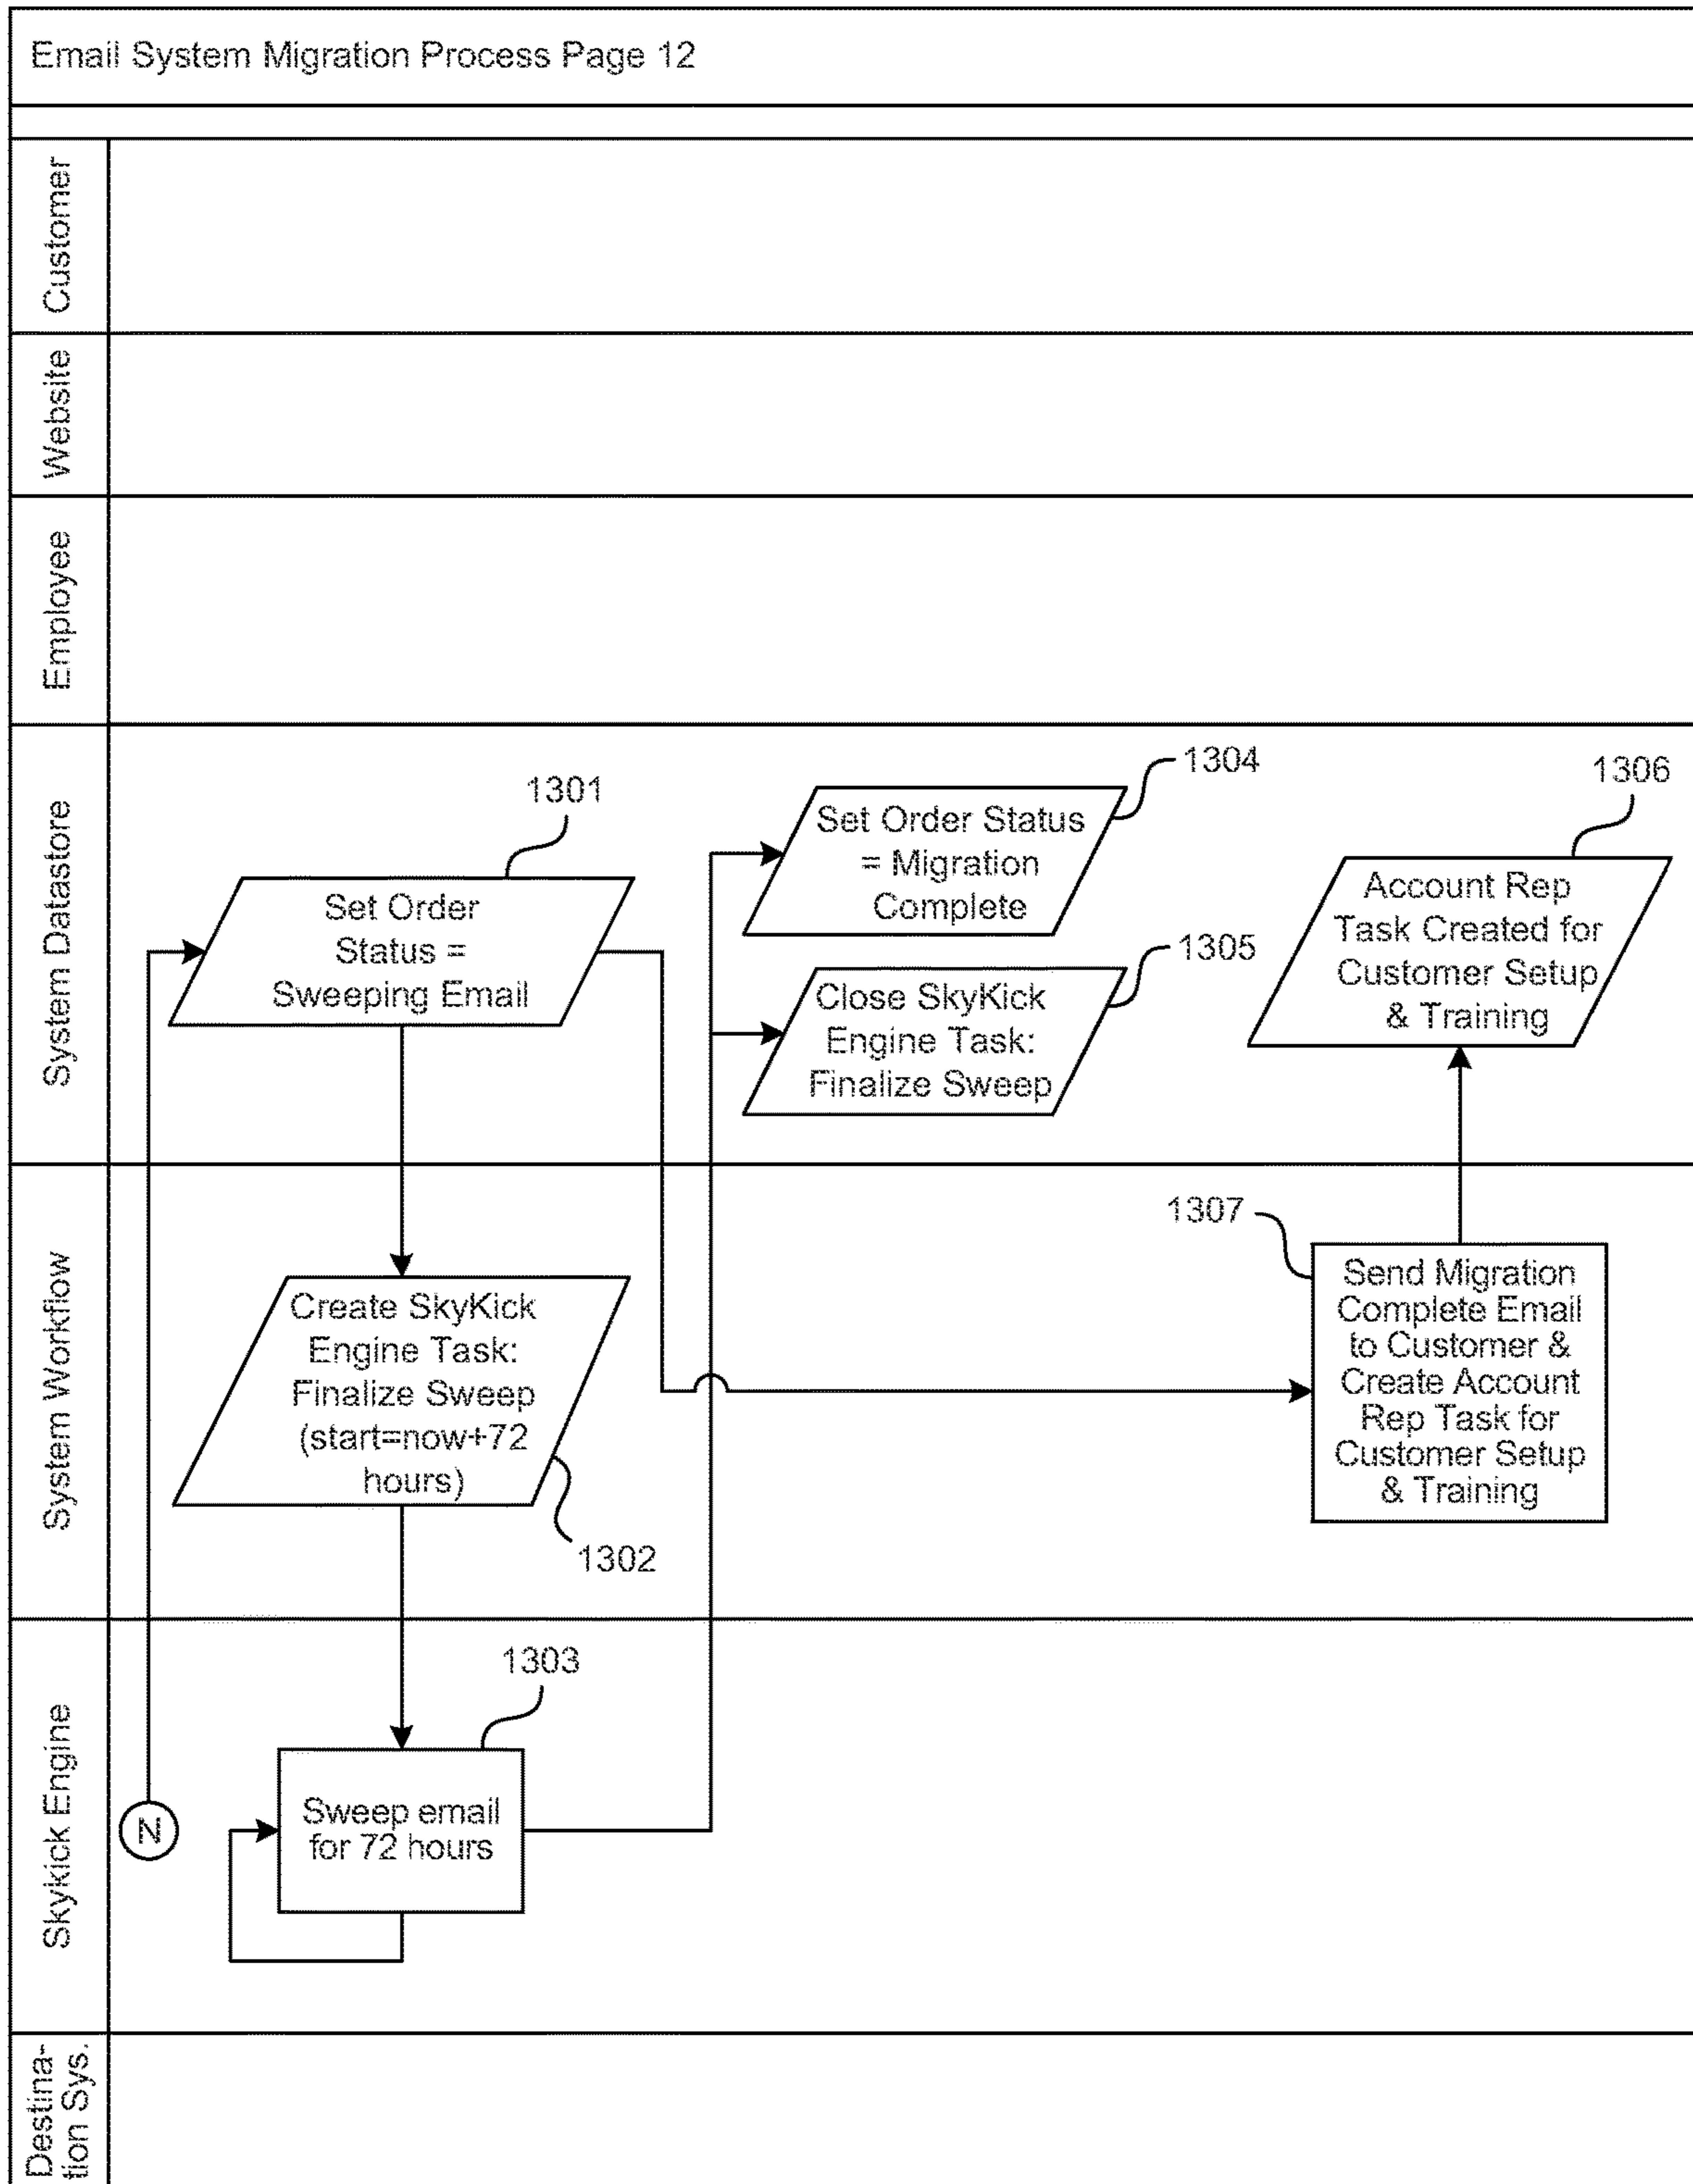 Email System Migration Process Page 12
Customer
Website
Employee
System Datastore
1301
Set Order
Status =
Sweeping Email
1304
Set Order Status
= Migration
Complete
1305
Close SkyKick
Engine Task:
Finalize Sweep
1306
Account Rep
Task Created for
Customer Setup
& Training
System Workflow
Create SkyKick
Engine Task:
Finalize Sweep
(start=now+72
hours)
1302
1307
Send Migration
Complete Email
to Customer &
Create Account
Rep Task for
Customer Setup
& Training
Skykick Engine
N
1303
Sweep email
for 72 hours
Destina-
tion Sys.